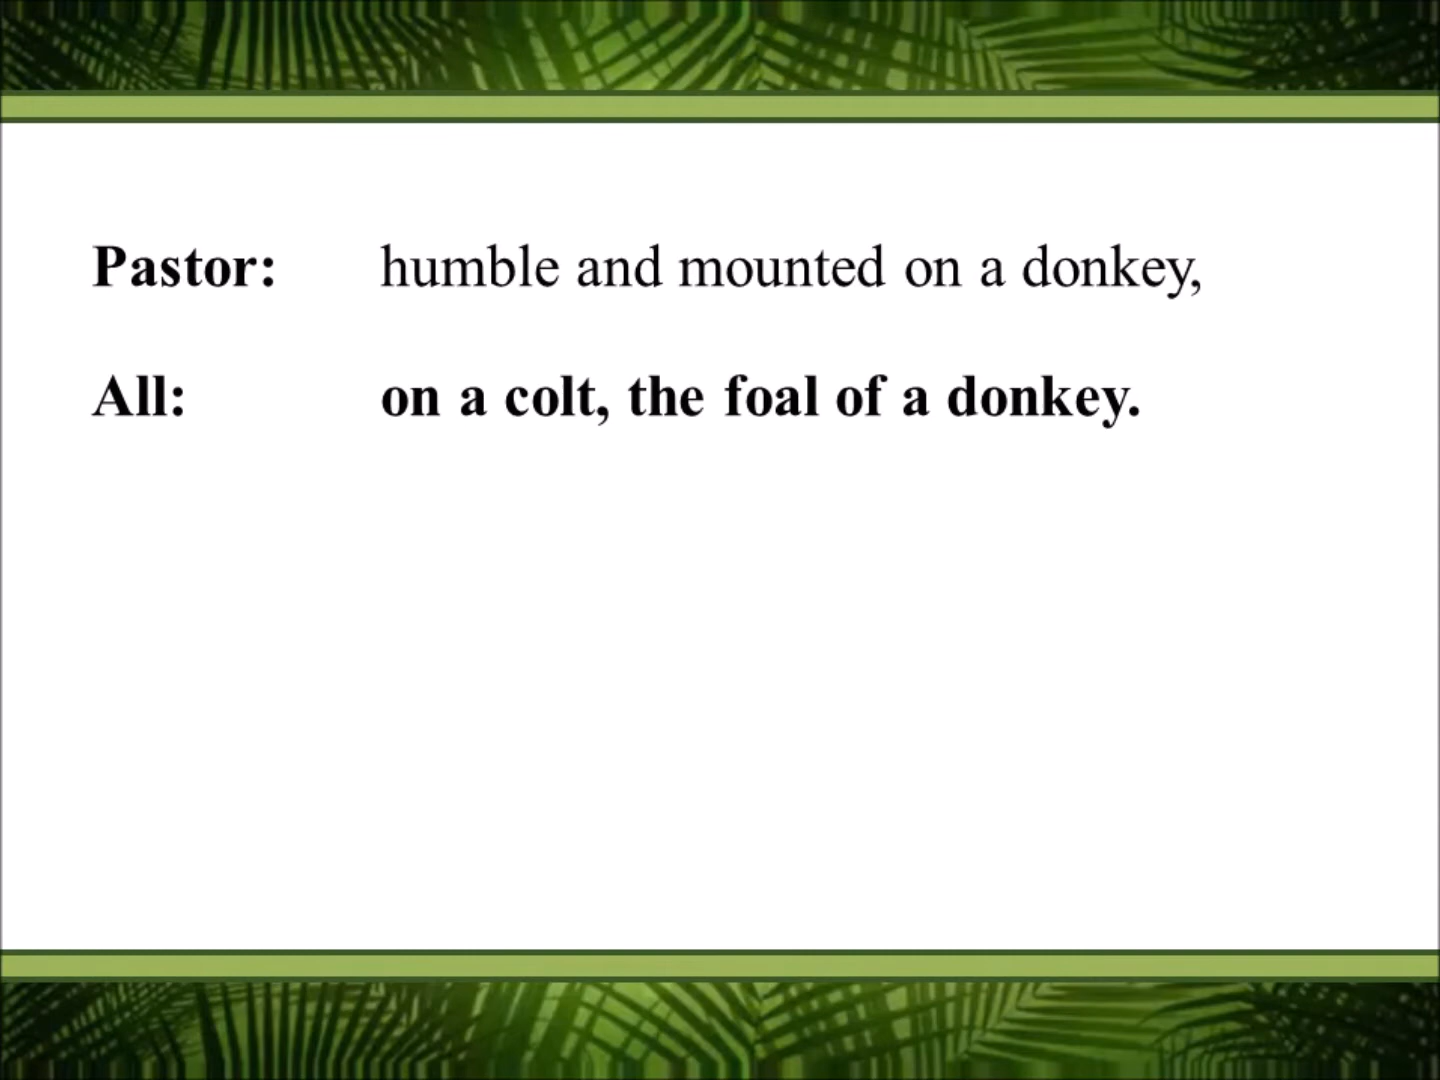 Pastor: humble and mounted on a donkey,
All: on a colt, the foal of a donkey.